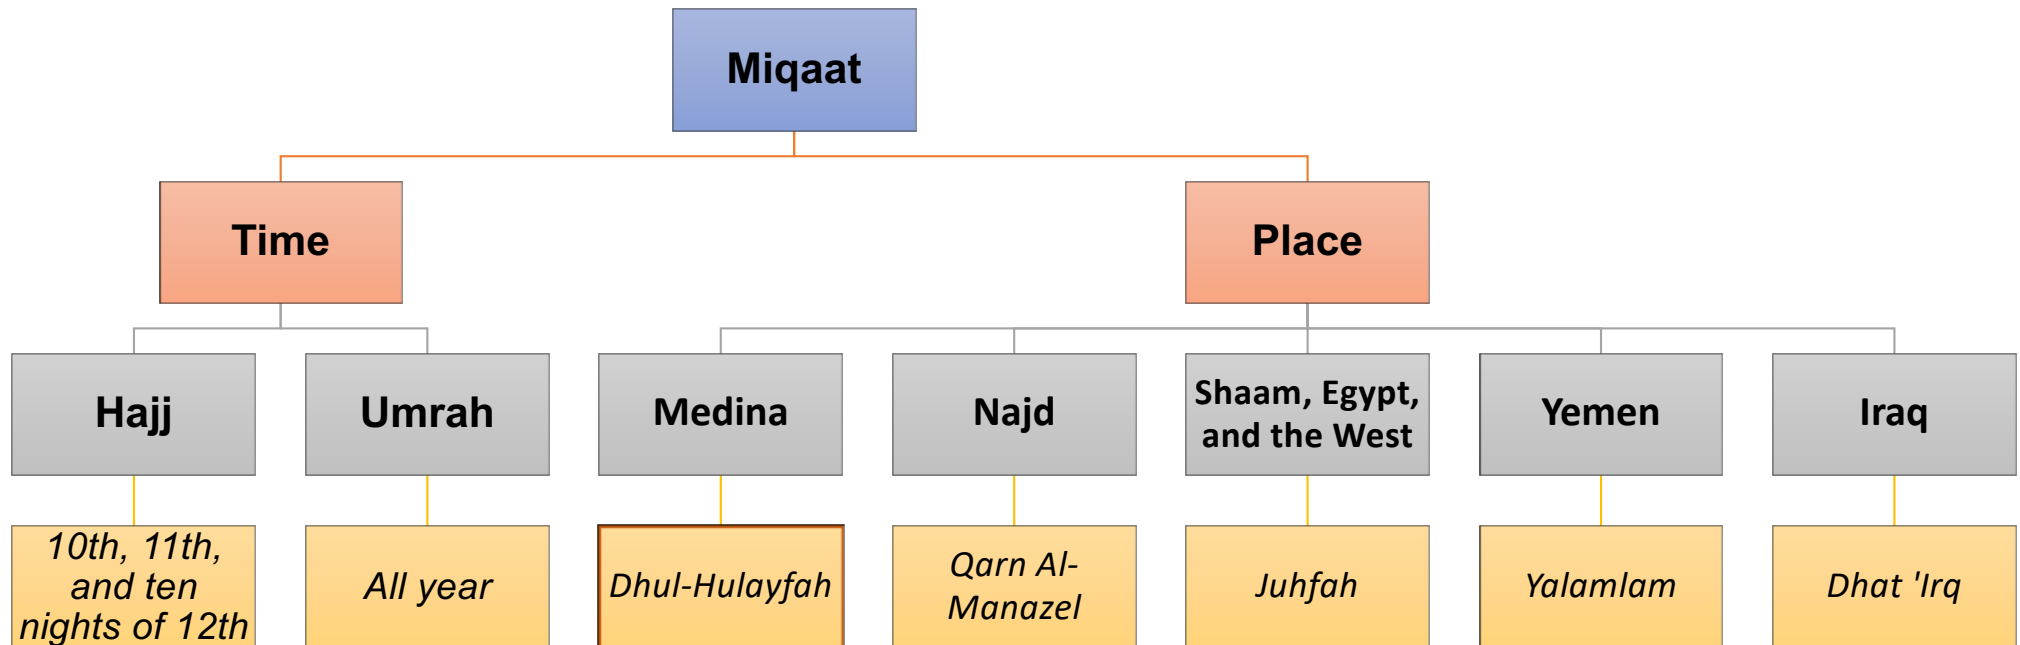 Miqaat
Time
Place
Hajj
Umrah
Medina
Najd
Shaam, Egypt,
and the West
Yemen
Iraq
10th, 11th,
and ten
nights of 12th
All year
Dhul-Hulayfah
Qarn Al-
Manazel
Juhfah
Yalamlam
Dhat 'Irq